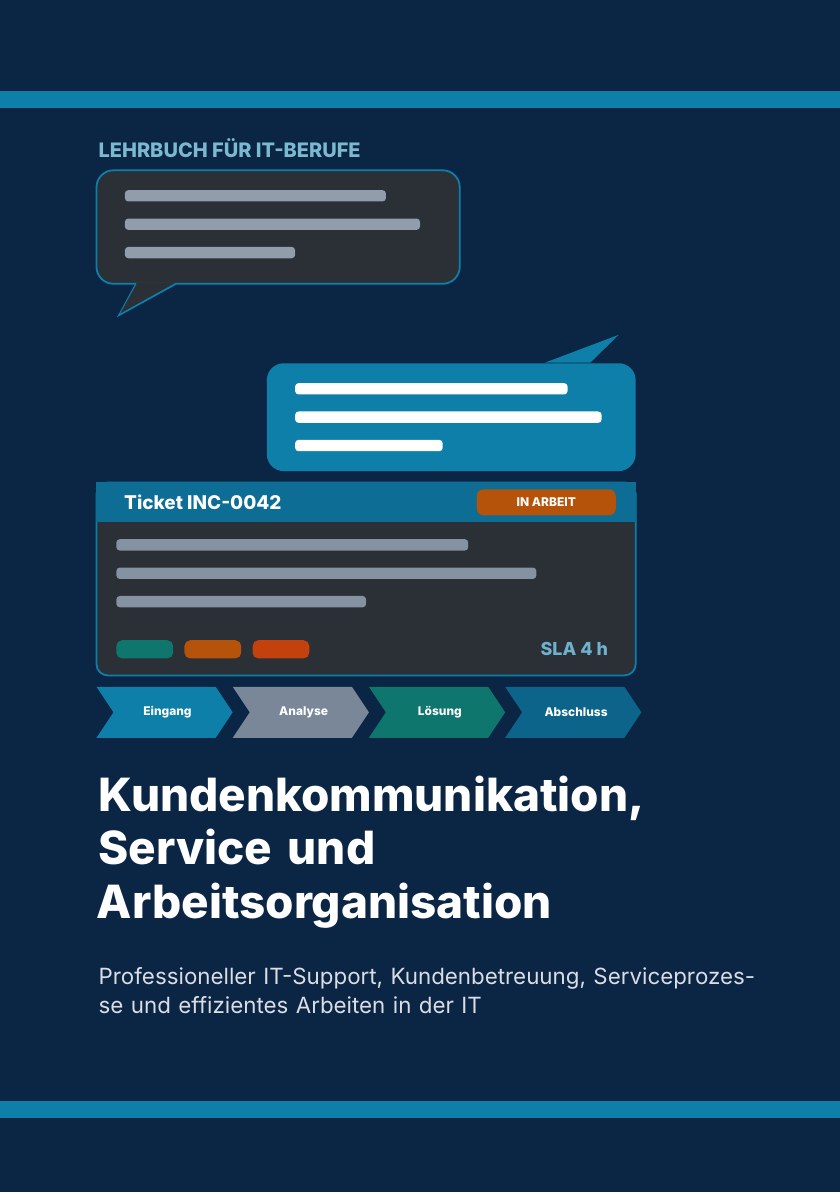 LEHRBUCH FÜR IT-BERUFE
Ticket INC-0042
IN ARBEIT
SLA 4 h
Eingang
Analyse
Lösung
Abschluss
Kundenkommunikation,
Service und
Arbeitsorganisation
Professioneller IT-Support, Kundenbetreuung, Serviceprozes-
se und effizientes Arbeiten in der IT